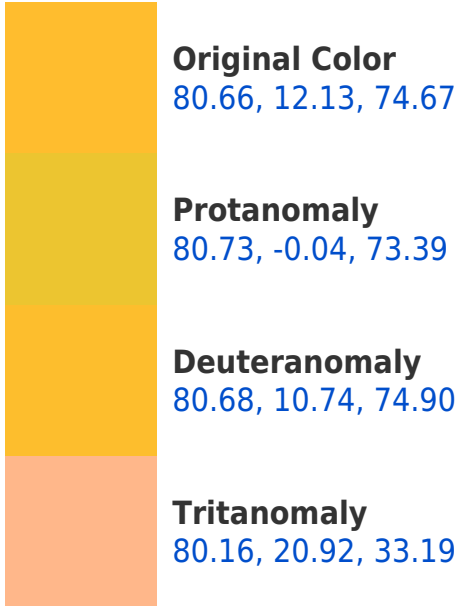 Original Color
80.66, 12.13, 74.67
Protanomaly
80.73, -0.04, 73.39
Deuteranomaly
80.68, 10.74, 74.90
Tritanomaly
80.16, 20.92, 33.19